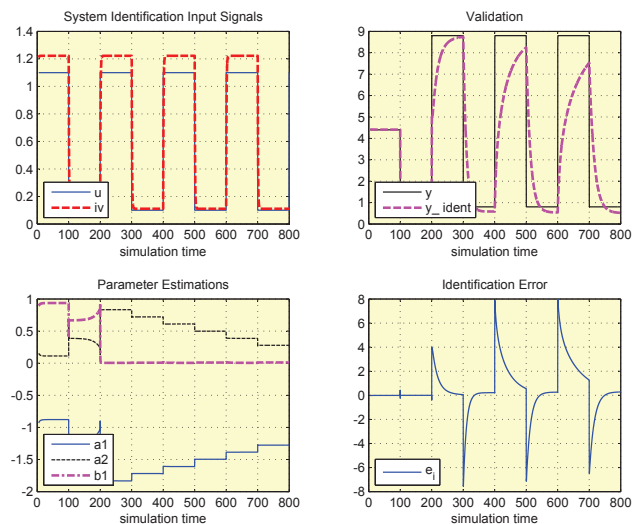 System Identification Input Signals
1.4
1.2
1
0.8
0.6
0.4
0.2
0
u
iv
0 100 200 300 400 500 600 700 800
simulation time
Validation
9
8
7
6
5
4
3
2
1
0
y
y_ ident
0 100 200 300 400 500 600 700 800
simulation time
Parameter Estimations
1
0.5
0
-0.5
-1
-1.5
-2
a1
a2
b1
0 100 200 300 400 500 600 700 800
simulation time
Identification Error
8
6
4
2
0
-2
-4
-6
-8
e_i
0 100 200 300 400 500 600 700 800
simulation time